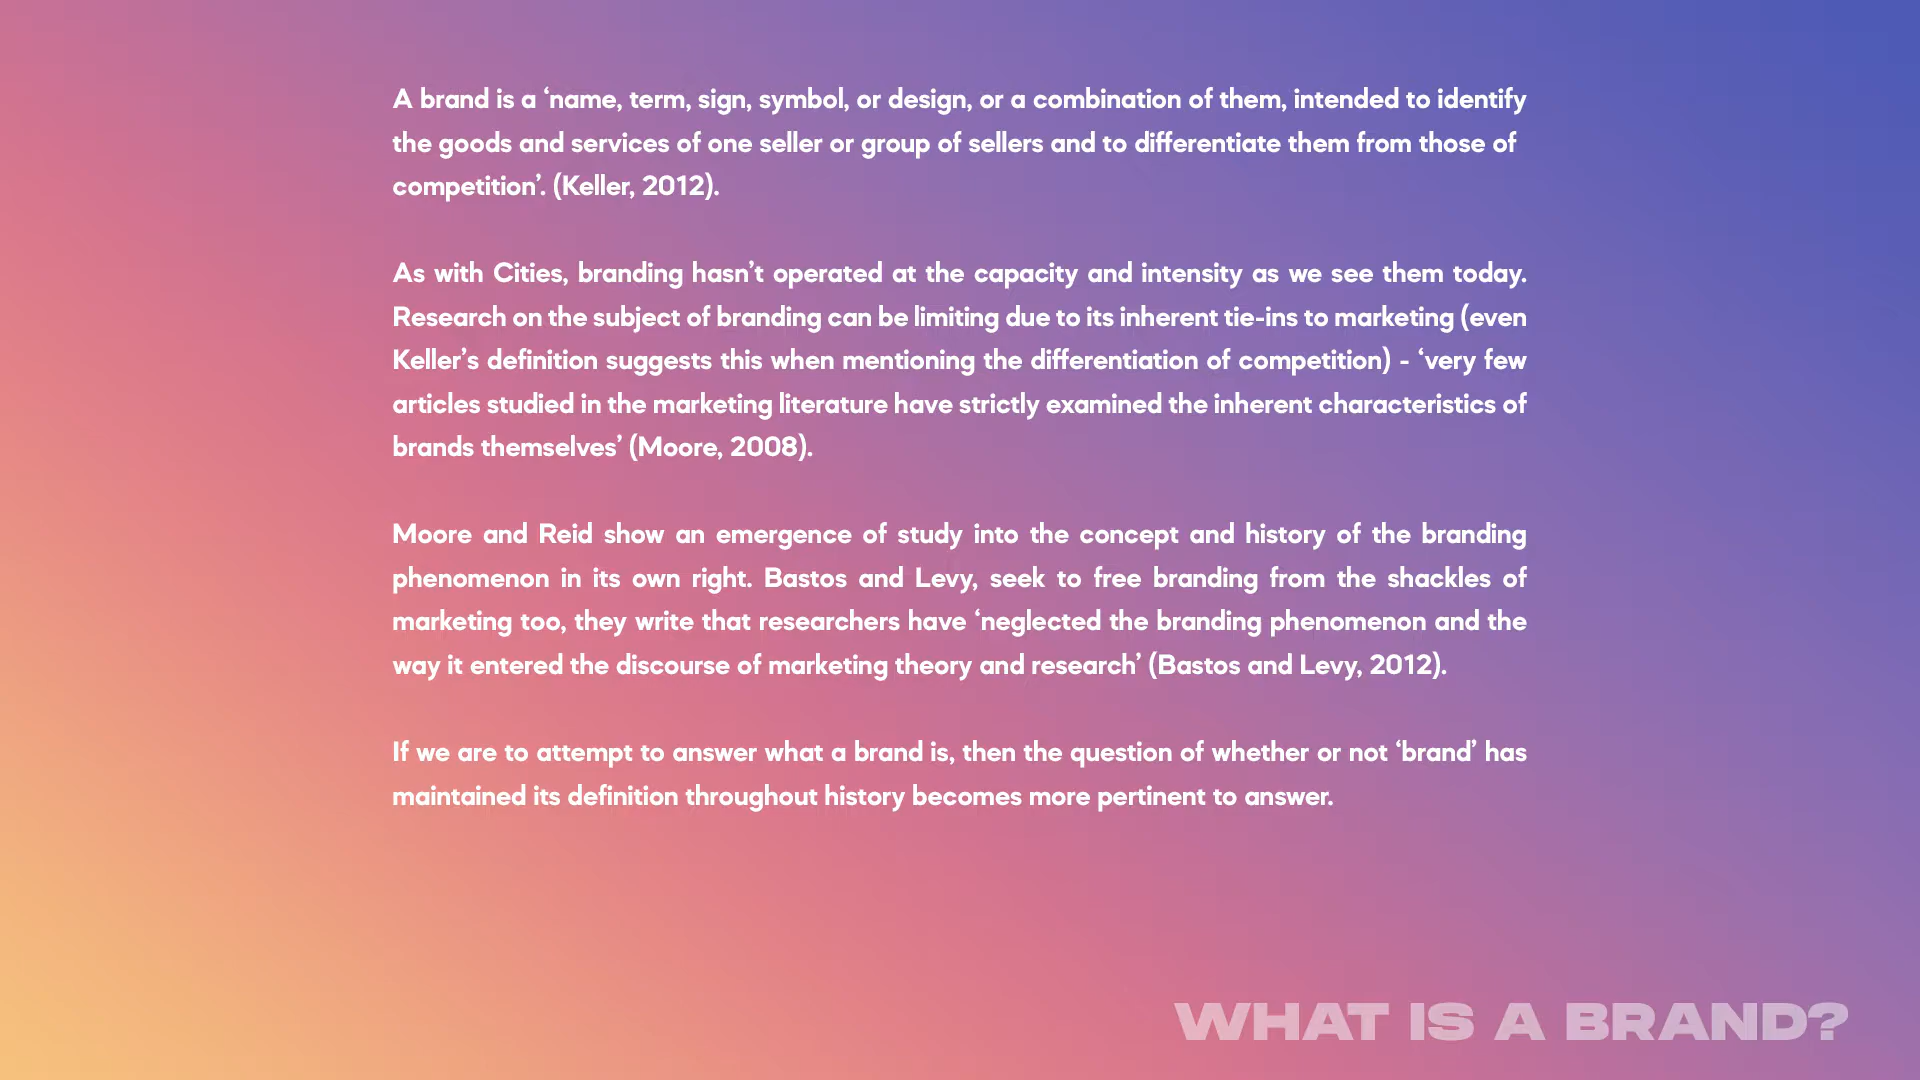 A brand is a ‘name, term, sign, symbol, or design, or a combination of them, intended to identify
the goods and services of one seller or group of sellers and to differentiate them from those of
competition’. (Keller, 2012).
As with Cities, branding hasn’t operated at the capacity and intensity as we see them today.
Research on the subject of branding can be limiting due to its inherent tie-ins to marketing (even
Keller’s definition suggests this when mentioning the differentiation of competition) - ‘very few
articles studied in the marketing literature have strictly examined the inherent characteristics of
brands themselves’ (Moore, 2008).
Moore and Reid show an emergence of study into the concept and history of the branding
phenomenon in its own right. Bastos and Levy, seek to free branding from the shackles of
marketing too, they write that researchers have ‘neglected the branding phenomenon and the
way it entered the discourse of marketing theory and research’ (Bastos and Levy, 2012).
If we are to attempt to answer what a brand is, then the question of whether or not ‘brand’ has
maintained its definition throughout history becomes more pertinent to answer.
WHAT IS A BRAND?